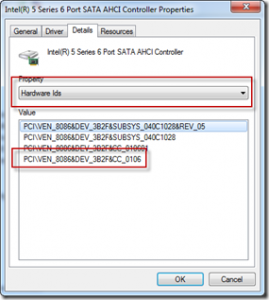 Intel(R) 5 Series 6 Port SATA AHCI Controller Properties
General Driver Details Resources
Intel(R) 5 Series 6 Port SATA AHCI Controller
Property
Hardware Ids
Value
PCI\VEN_8086&DEV_3B2F&SUBSYS_040C1028&REV_05
PCI\VEN_8086&DEV_3B2F&SUBSYS_040C1028
PCI\VEN_8086&DEV_3B2F&CC_010601
PCI\VEN_8086&DEV_3B2F&CC_0106
OK Cancel